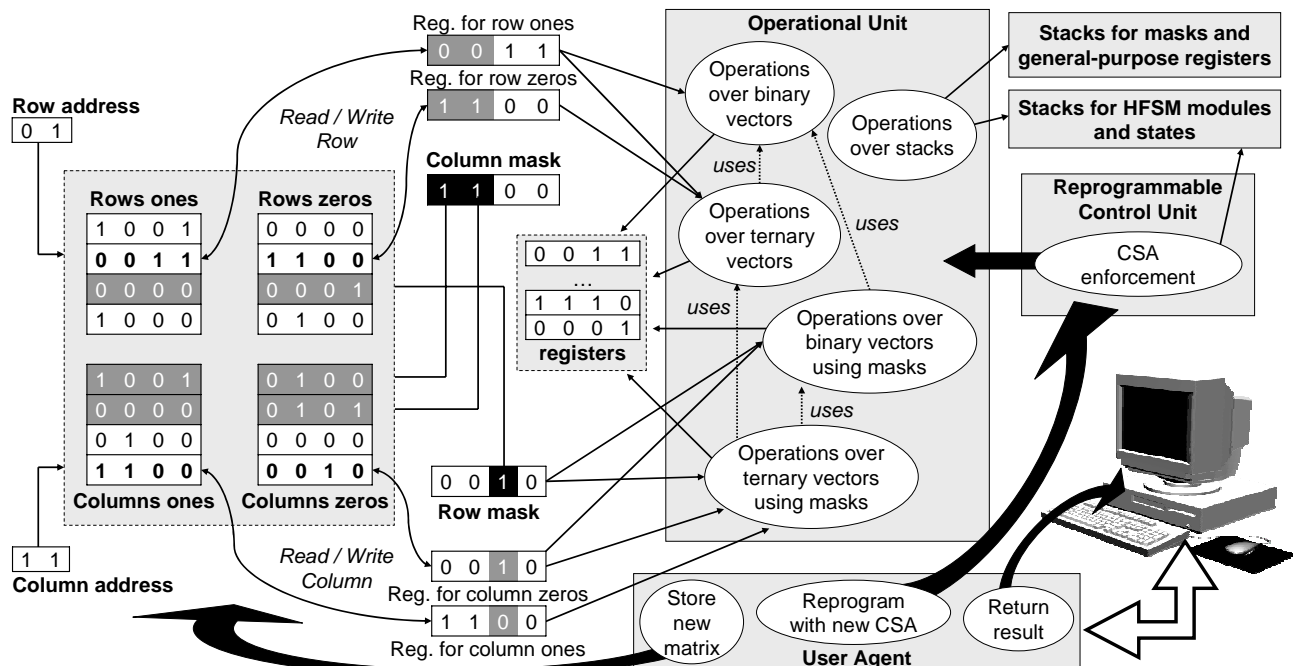 Reg. for row ones
0 0 1 1
Reg. for row zeros
1 1 0 0
Row address
0 1
Read / Write
Row
Column mask
1 1 0 0
Rows ones
1 0 0 1
0 0 1 1
0 0 0 0
1 0 0 0
Rows zeros
0 0 0 0
1 1 0 0
0 0 0 1
0 1 0 0
1 0 0 1
0 0 0 0
0 1 0 0
1 1 0 0
Columns ones
0 1 0 0
0 1 0 1
0 0 0 0
0 0 1 0
Columns zeros
1 1
Column address
Read / Write
Column
0 0 1 1
...
1 1 1 0
0 0 0 1
registers
0 0 1 0
Row mask
0 0 1 0
Reg. for column zeros
1 1 0 0
Reg. for column ones
Operational Unit
Operations
over binary
vectors
Operations
over stacks
uses
Operations
over ternary
vectors
uses
uses
Operations over
binary vectors
using masks
uses
Operations over
ternary vectors
using masks
Stacks for masks and
general-purpose registers
Stacks for HFSM modules
and states
Reprogrammable
Control Unit
CSA
enforcement
Store
new
matrix
Reprogram
with new CSA
Return
result
User Agent